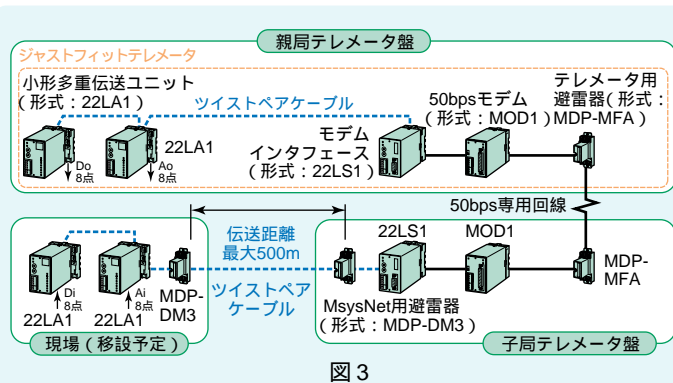 親局テレメータ盤
ジャストフィットテレメータ
小形多重伝送ユニット
(形式:22LA1)
ツイストペアケーブル
22LA1
Do
8点
Ao
8点
モデム
インタフェース
(形式:22LS1)
50bpsモデム
(形式:MOD1)
テレメータ用
避雷器(形式:
MDP-MFA)
50bps専用回線
伝送距離
最大500m
22LS1
MOD1
MDP-
MFA
Di
8点
22LA1
Ai
8点
22LA1
MDP-
DM3
ツイストペア
ケーブル
MsysNet用避雷器
(形式:MDP-DM3)
現場(移設予定)
子局テレメータ盤
図3